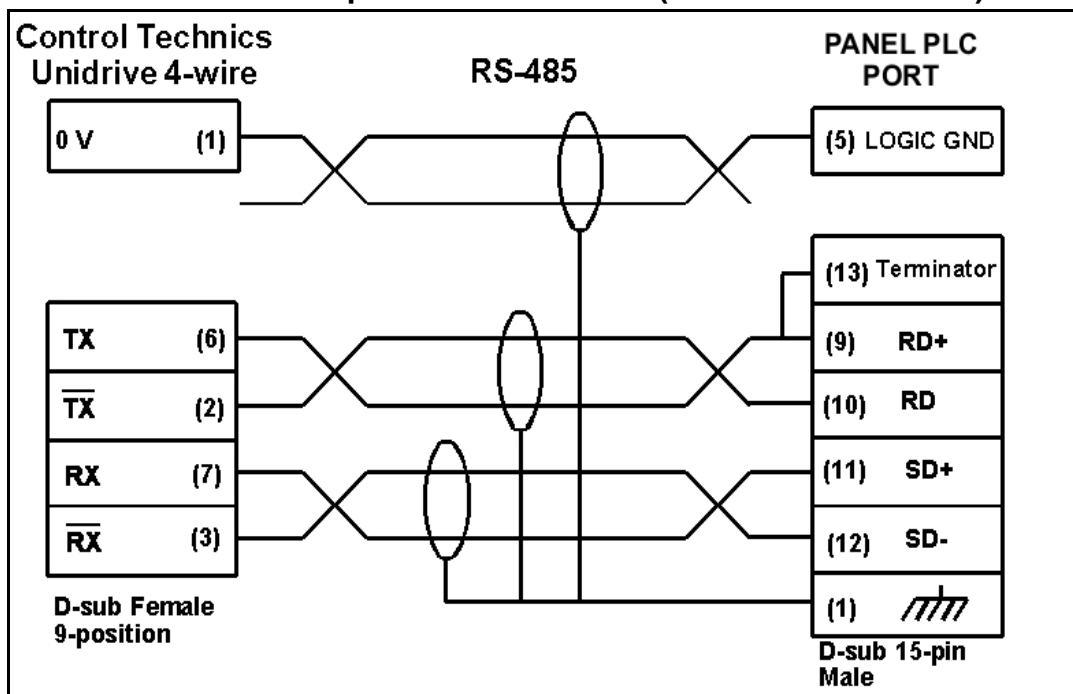 Control Technics
Unidrive 4-wire
RS-485
PANEL PLC
PORT
0 V (1)
(5) LOGIC GND
(13) Terminator
TX (6)
(9) RD+
TX (2)
(10) RD
RX (7)
(11) SD+
RX (3)
(12) SD-
(1)
D-sub Female
9-position
D-sub 15-pin
Male